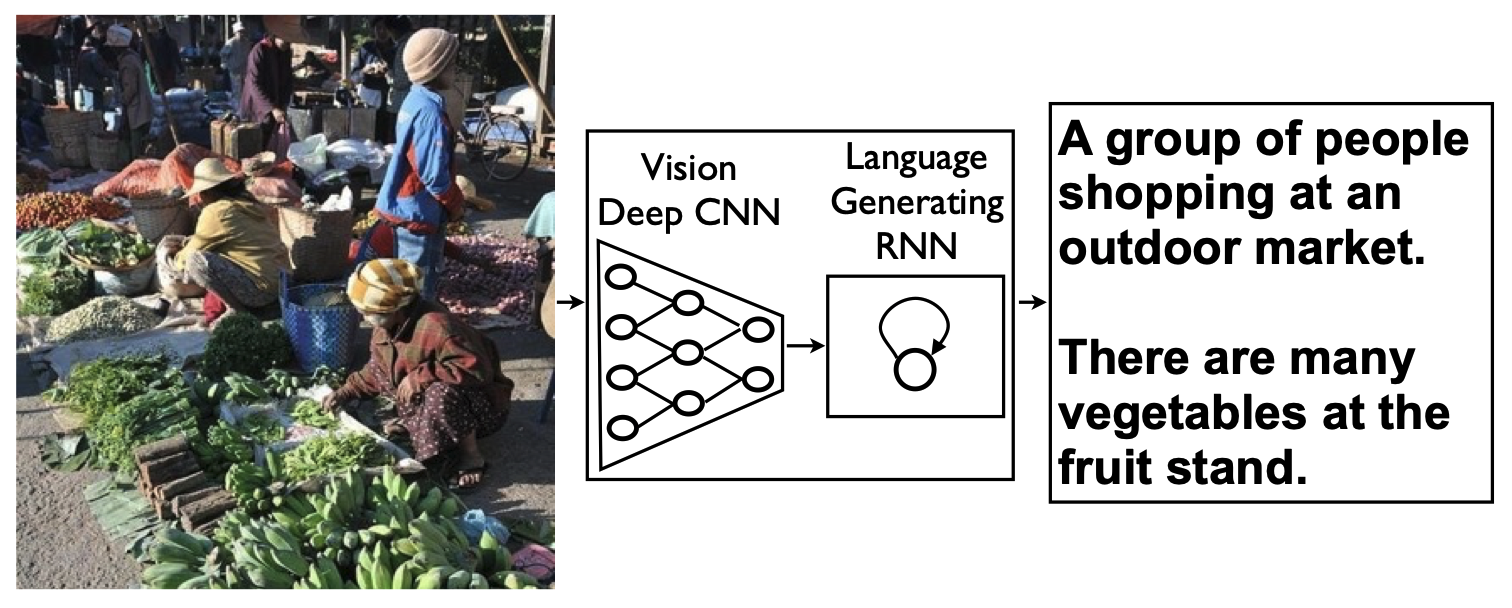 Vision
Deep CNN
Language
Generating
RNN
A group of people
shopping at an
outdoor market.
There are many
vegetables at the
fruit stand.